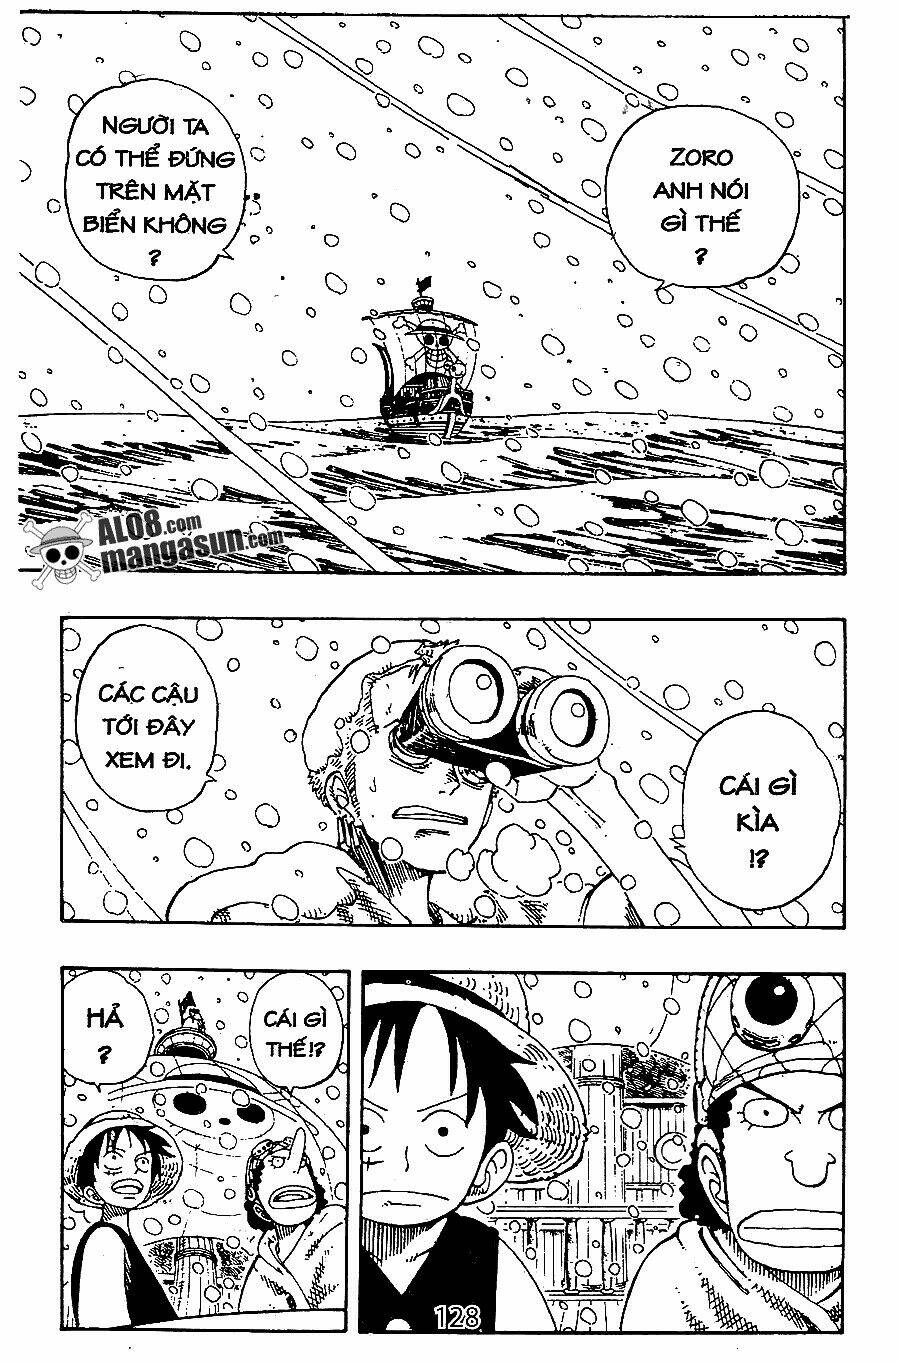 ZORO
ANH NÓI
GÌ THẾ
?
NGƯỜI TA
CÓ THỂ ĐỨNG
TRÊN MẶT
BIỂN KHÔNG
?
ALO8.com
mangasun.com
CÁI GÌ
KÌA
!?
CÁC CẬU
TỚI ĐÂY
XEM ĐI.
CÁI GÌ
THẾ!?
HẢ
?
128